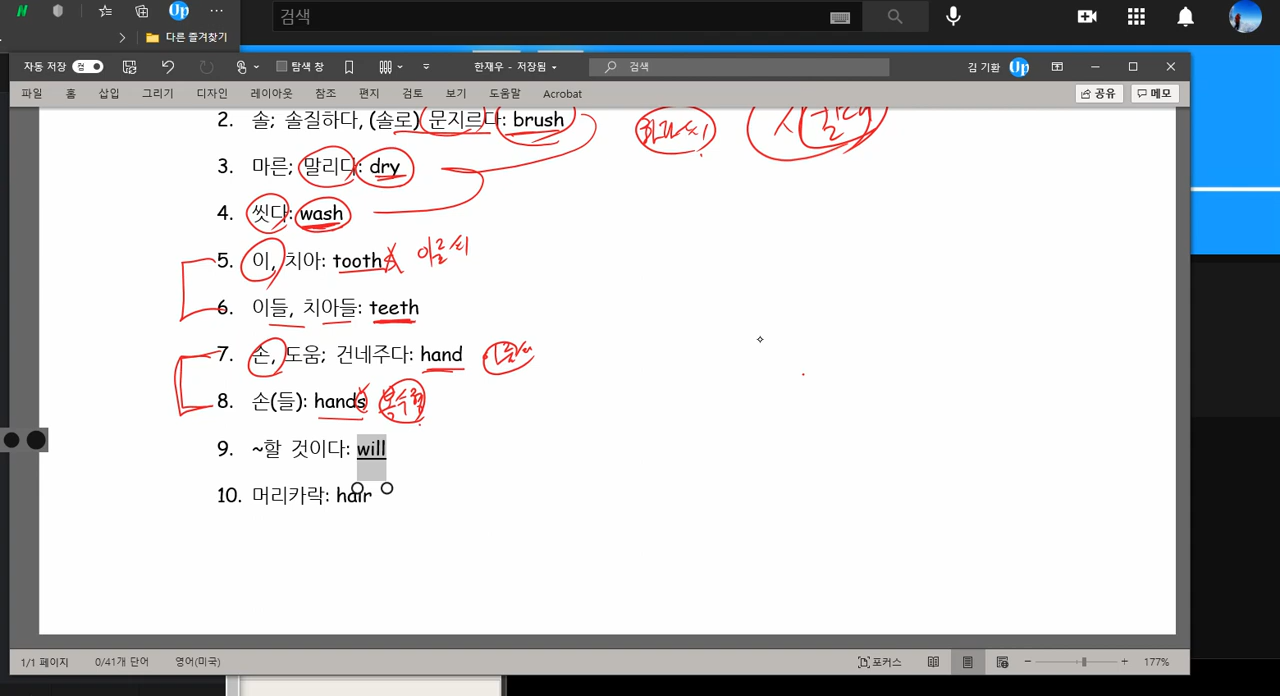 검색
다른 즐겨찾기
자동 저장 켬 탐색 창 한재우 - 저장됨 검색 김 기환 Up
파일 홈 삽입 그리기 디자인 레이아웃 참조 편지 검토 보기 도움말 Acrobat 공유 메모
2. 솔; 솔질하다, (솔로) 문지르다: brush
3. 마른; 말리다: dry
4. 씻다: wash
5. 이, 치아: tooth 이름씨
6. 이들, 치아들: teeth
7. 손, 도움; 건네주다: hand
8. 손(들): hands
9. ~할 것이다: will
10. 머리카락: hair
1/1 페이지 0/41개 단어 영어(미국) 포커스 177%